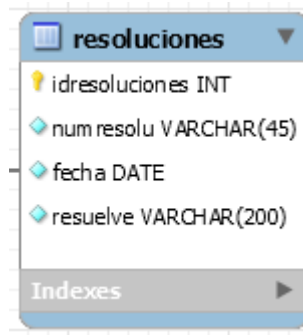 resoluciones
idresoluciones INT
numresolu VARCHAR(45)
fecha DATE
resuelve VARCHAR(200)
Indexes